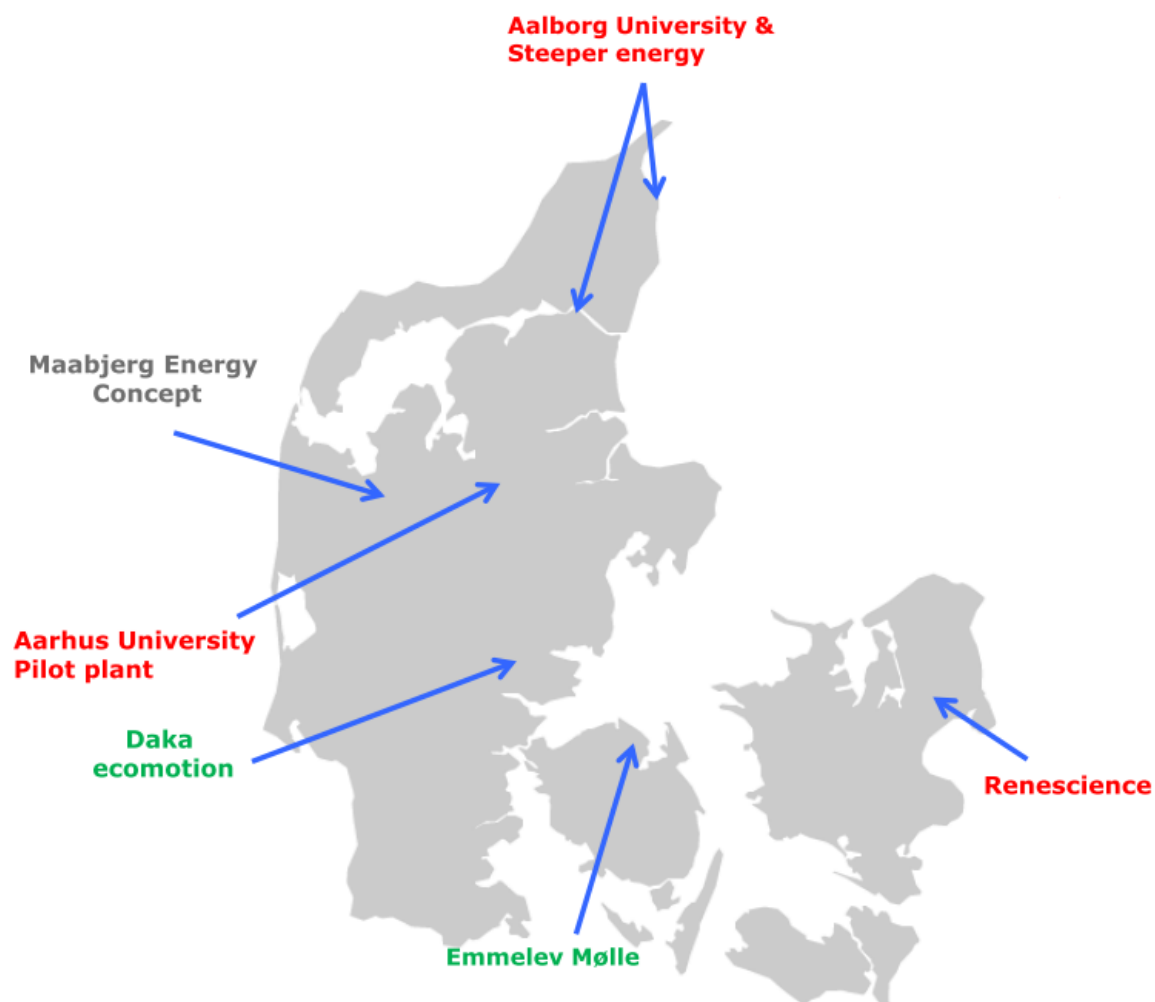 Aalborg University &
Steeper energy
Maabjerg Energy
Concept
Aarhus University
Pilot plant
Daka
ecomotion
Renescience
Emmelev Mølle